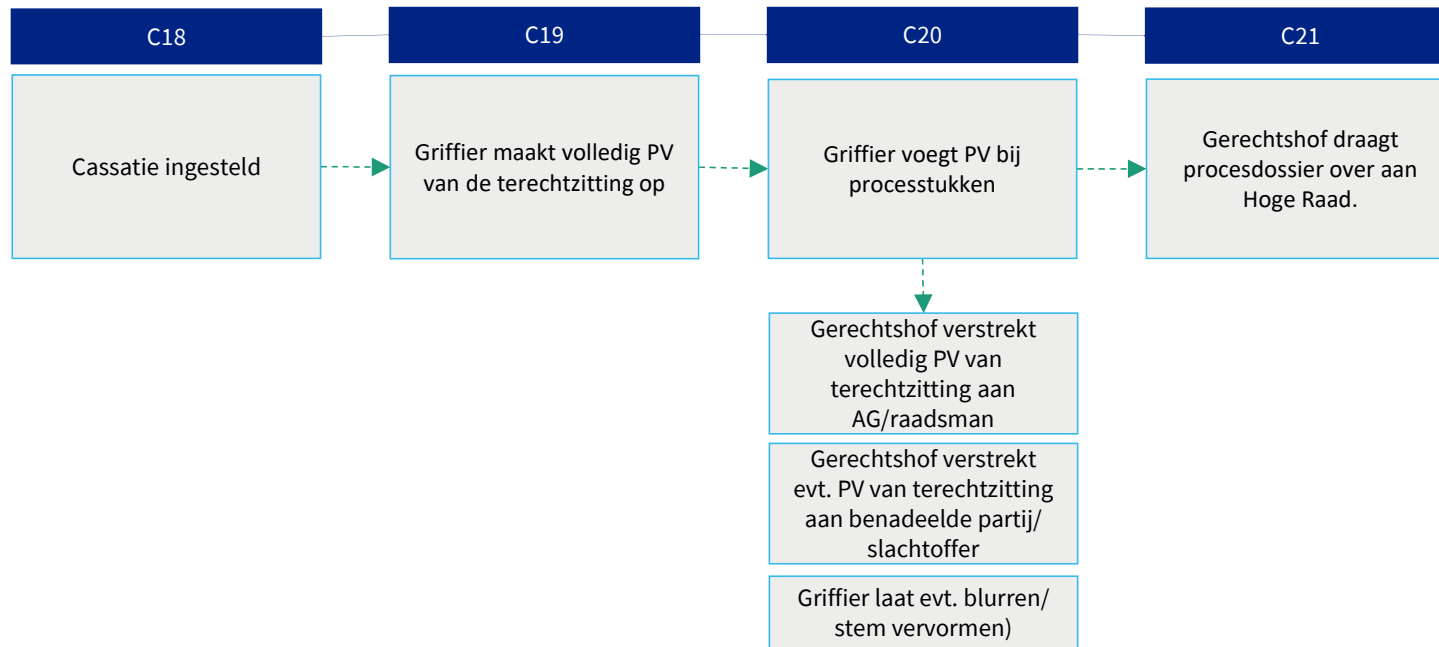 C18
C19
C20
C21
Cassatie ingesteld
Griffier maakt volledig PV
van de terechtzitting op
Griffier voegt PV bij
processtukken
Gerechtshof draagt
procesdossier over aan
Hoge Raad.
Gerechtshof verstrekt
volledig PV van
terechtzitting aan
AG/raadsman
Gerechtshof verstrekt
evt. PV van terechtzitting
aan benadeelde partij/
slachtoffer
Griffier laat evt. blurren/
stem vervormen)